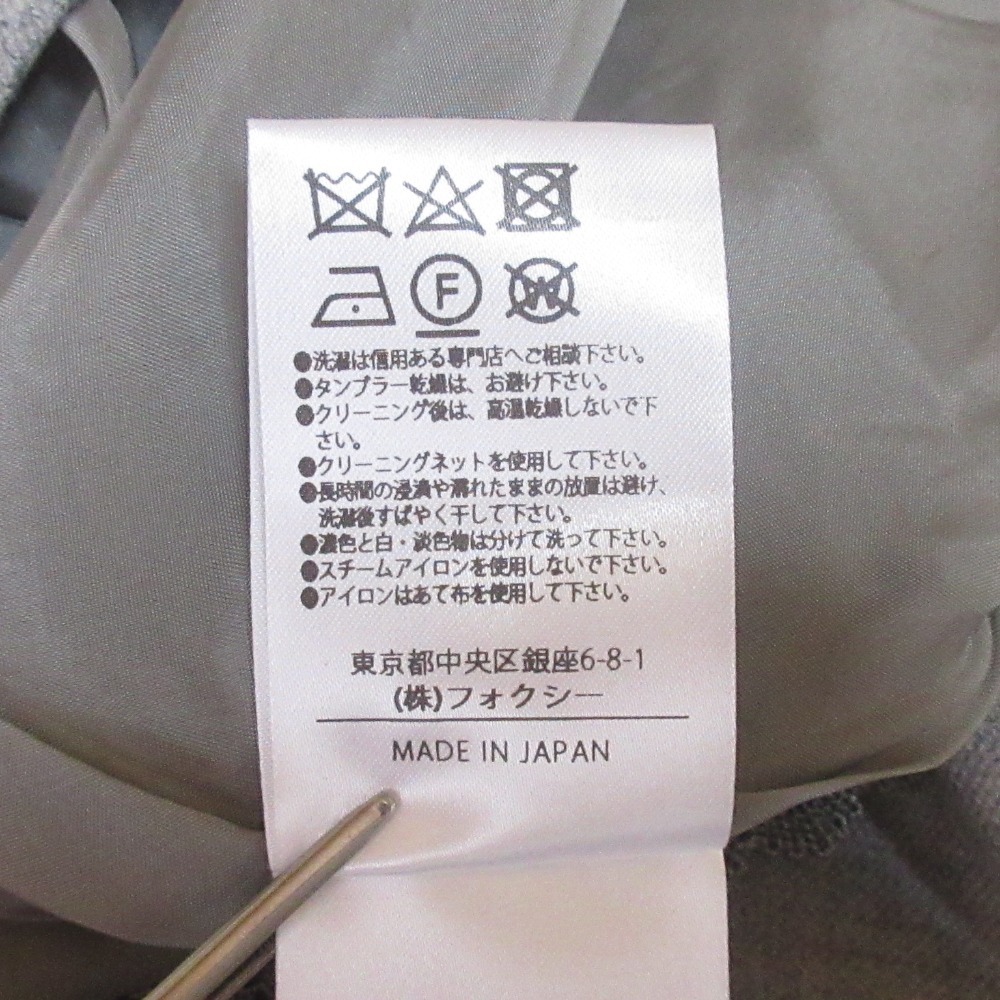 F W
●洗濯は信用ある専門店へご相談下さい。
●タンブラー乾燥は、お避け下さい。
●クリーニング後は、高温乾燥しないで下
さい。
●クリーニングネットを使用して下さい。
●長時間の浸漬や濡れたままの放置は避け、
洗濯後すばやく干して下さい。
●濃色と白・淡色物は分けて洗って下さい。
●スチームアイロンを使用しないで下さい。
●アイロンはあて布を使用して下さい。
東京都中央区銀座6-8-1
(株)フォクシー
MADE IN JAPAN